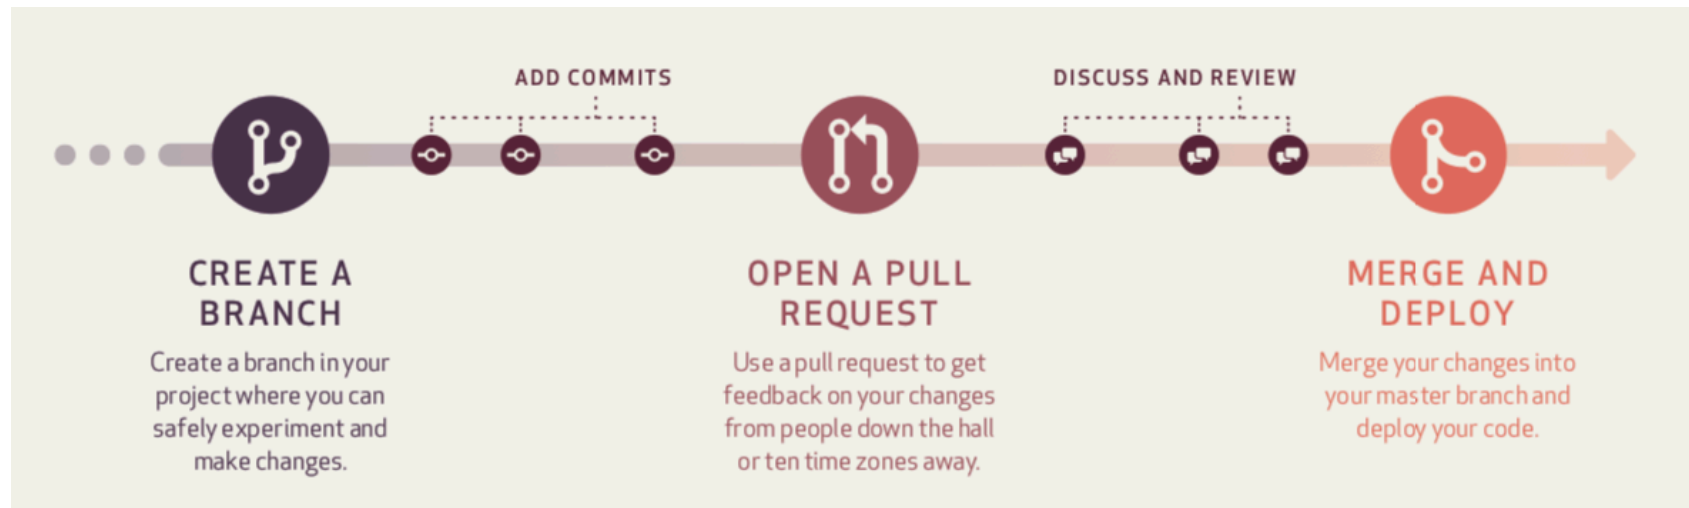 ADD COMMITS
DISCUSS AND REVIEW
CREATE A
BRANCH
Create a branch in your
project where you can
safely experiment and
make changes.
OPEN A PULL
REQUEST
Use a pull request to get
feedback on your changes
from people down the hall
or ten time zones away.
MERGE AND
DEPLOY
Merge your changes into
your master branch and
deploy your code.